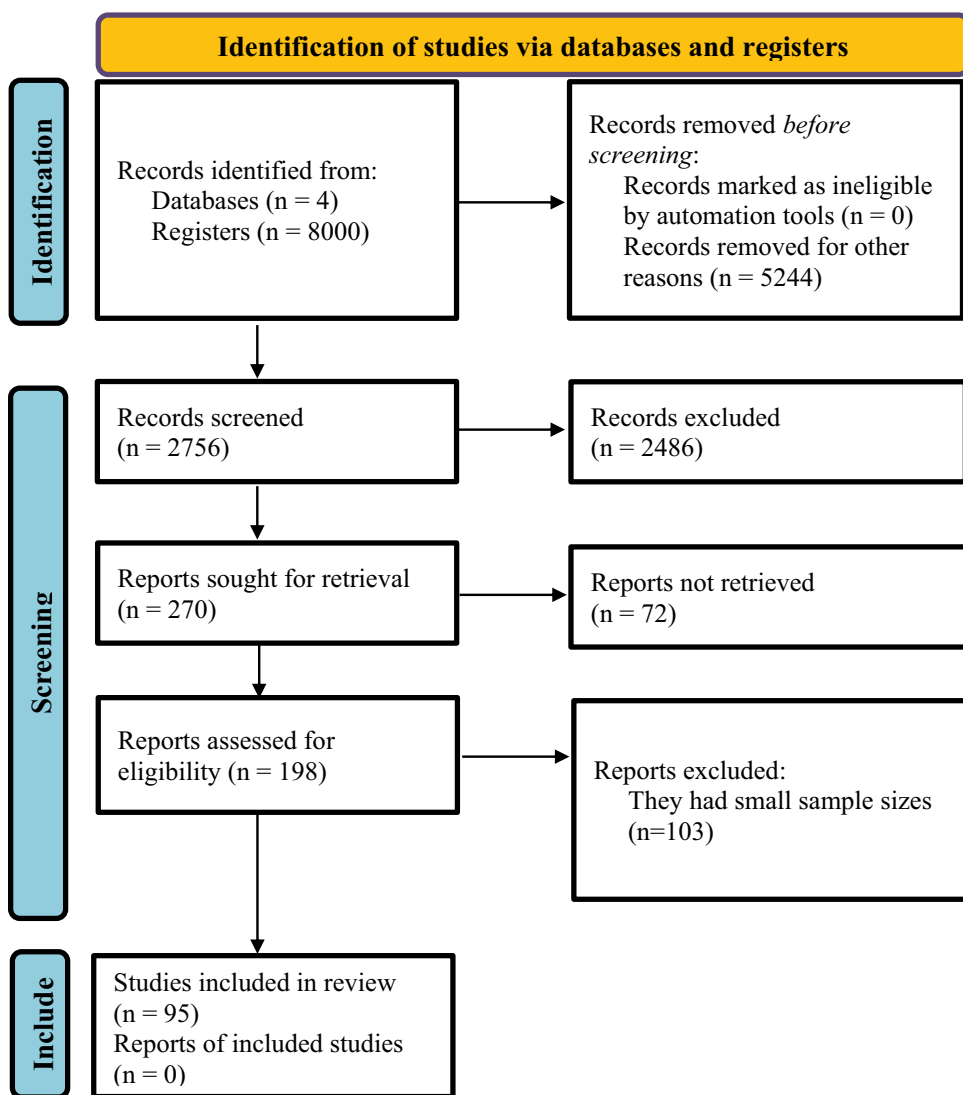 Identification of studies via databases and registers
Identification
Records identified from:
Databases (n = 4)
Registers (n = 8000)
Records removed before
screening:
Records marked as ineligible
by automation tools (n = 0)
Records removed for other
reasons (n = 5244)
Screening
Records screened
(n = 2756)
Records excluded
(n = 2486)
Reports sought for retrieval
(n = 270)
Reports not retrieved
(n = 72)
Reports assessed for
eligibility (n = 198)
Reports excluded:
They had small sample sizes
(n=103)
Include
Studies included in review
(n = 95)
Reports of included studies
(n = 0)